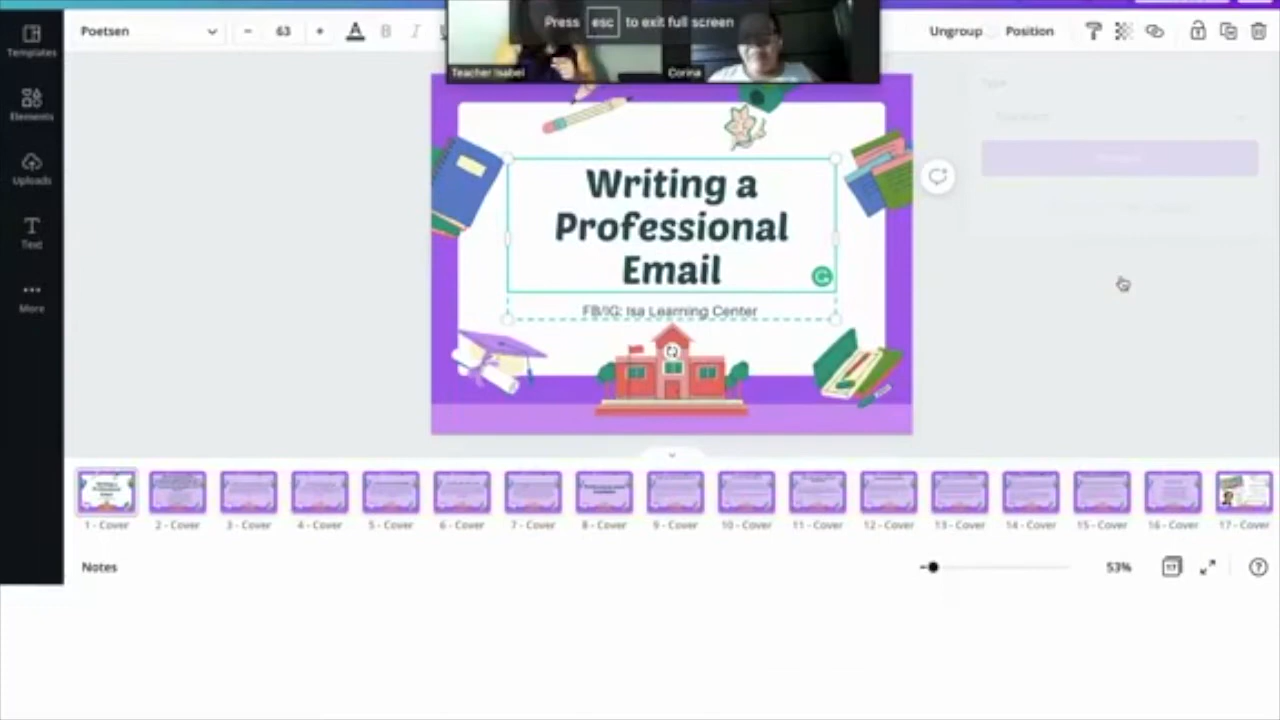 Press esc to exit full screen
Poetsen
63
A
B
I
Ungroup
Position
Teacher Isabel
Corina
Templates
Elements
Uploads
Text
More
Writing a
Professional
Email
FB/IG: Isa Learning Center
1 - Cover
2 - Cover
3 - Cover
4 - Cover
5 - Cover
6 - Cover
7 - Cover
8 - Cover
9 - Cover
10 - Cover
11 - Cover
12 - Cover
13 - Cover
14 - Cover
15 - Cover
16 - Cover
17 - Cover
Notes
53%
17